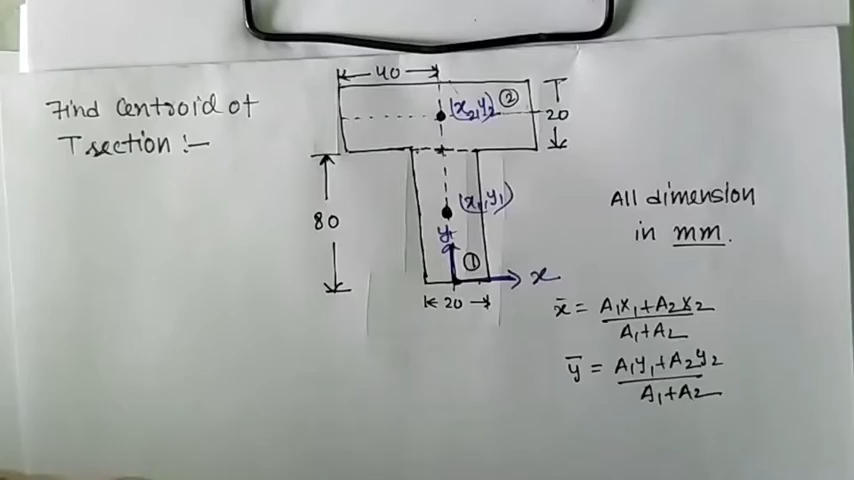 Find Centroid of
T section :-
40
(x2,y2) ②
20
80
(x1,y1)
y
①
x
20
All dimension
in mm.
x̄ = A1x1+A2x2
A1+A2
ȳ = A1y1+A2y2
A1+A2